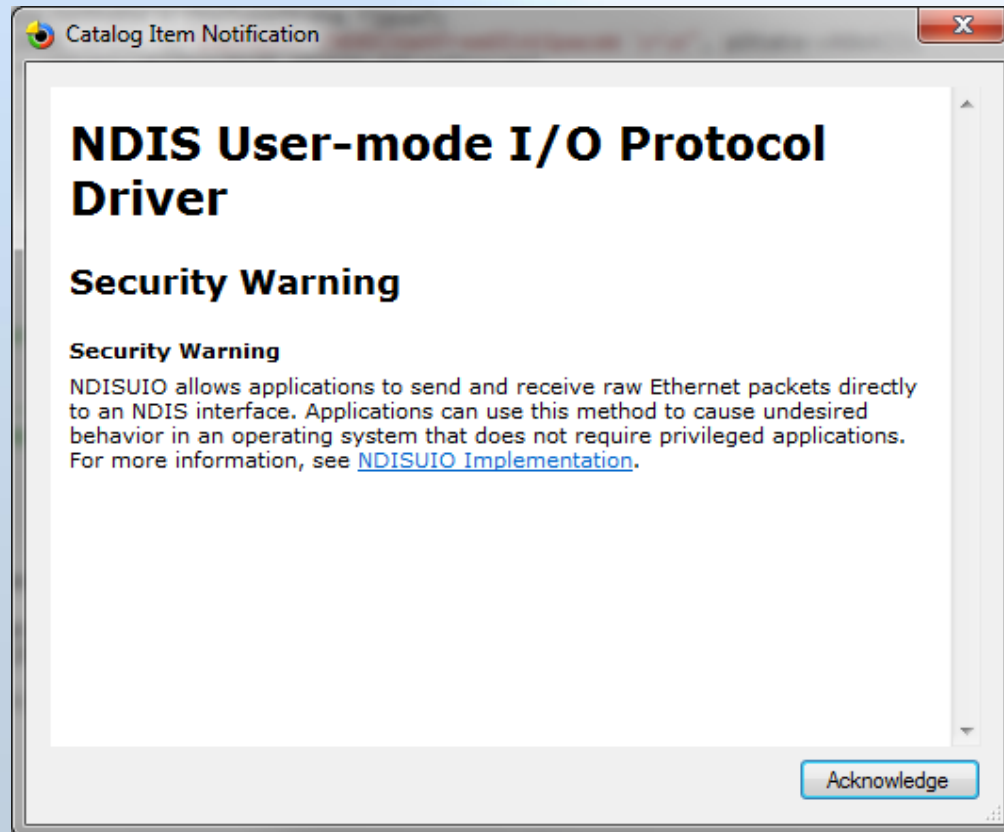 Catalog Item Notification
NDIS User-mode I/O Protocol
Driver
Security Warning
Security Warning
NDISUIO allows applications to send and receive raw Ethernet packets directly
to an NDIS interface. Applications can use this method to cause undesired
behavior in an operating system that does not require privileged applications.
For more information, see NDISUIO Implementation.
Acknowledge